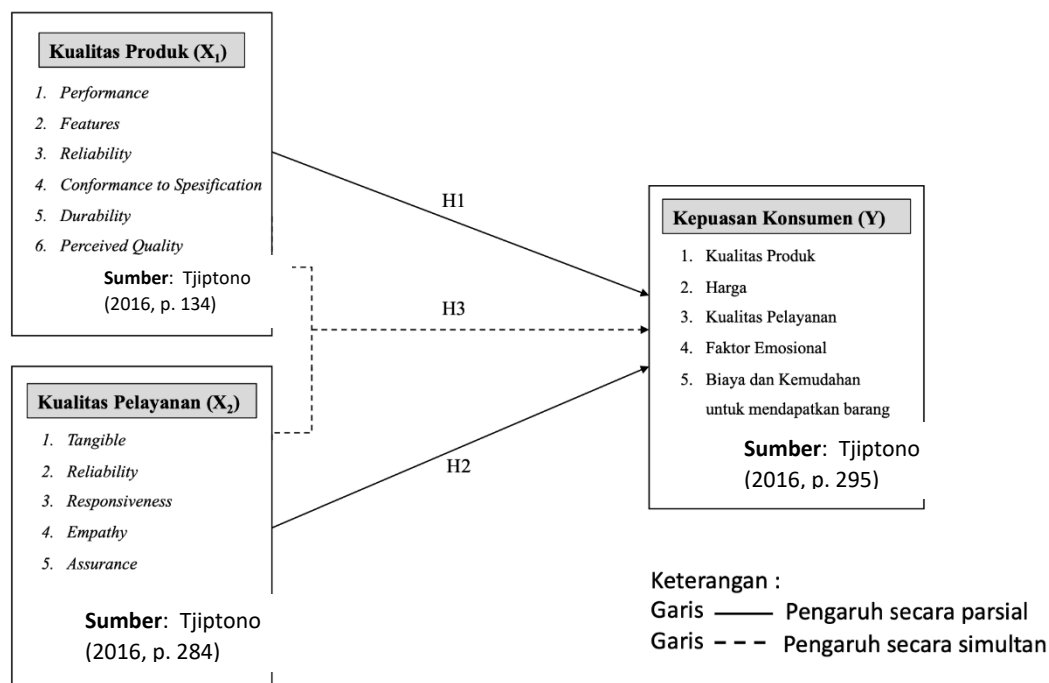 Kualitas Produk (X₁)
1. Performance
2. Features
3. Reliability
4. Conformance to Spesification
5. Durability
6. Perceived Quality
Sumber: Tjiptono
(2016, p. 134)
H1
H3
H2
Kualitas Pelayanan (X₂)
1. Tangible
2. Reliability
3. Responsiveness
4. Empathy
5. Assurance
Sumber: Tjiptono
(2016, p. 284)
Kepuasan Konsumen (Y)
1. Kualitas Produk
2. Harga
3. Kualitas Pelayanan
4. Faktor Emosional
5. Biaya dan Kemudahan
untuk mendapatkan barang
Sumber: Tjiptono
(2016, p. 295)
Keterangan :
Garis Pengaruh secara parsial
Garis Pengaruh secara simultan